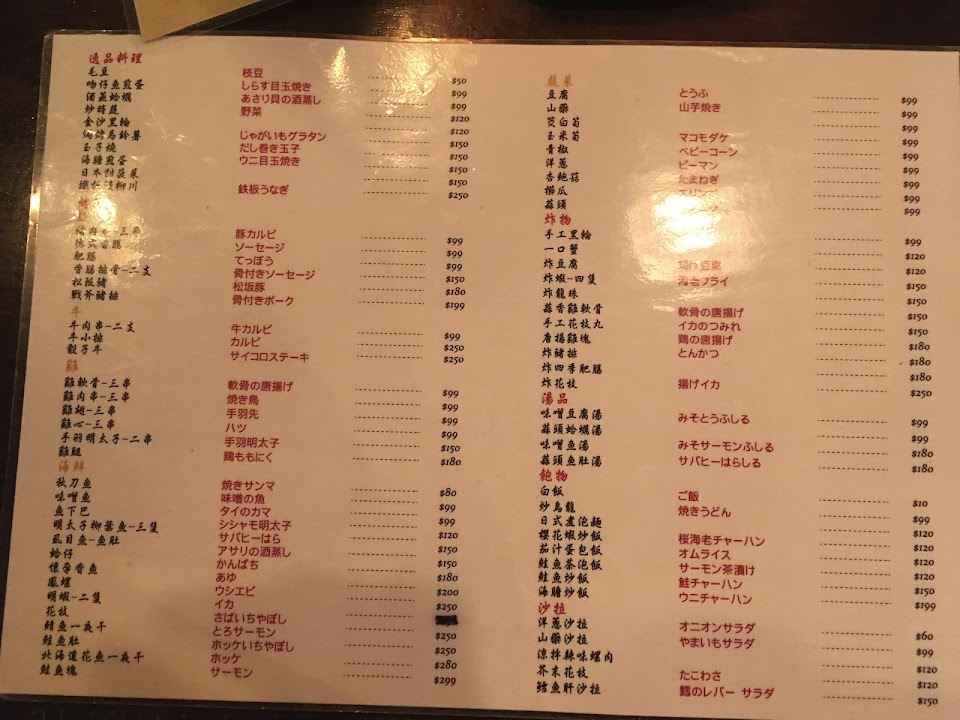 逸品料理
毛豆 枝豆 $50
吻仔魚煎蛋 しらす目玉焼き $99
酒蒸蛤蠣 あさり貝の酒蒸し $99
炒時蔬 野菜 $120
金沙黑輪 $120
焗烤馬鈴薯 じゃがいもグラタン $150
玉子燒 だし巻き玉子 $150
海膽煎蛋 ウニ目玉焼き $150
日本甜菠菜 $150
鐵板鰻柳川 鉄板うなぎ $250
豬肉串-三串 豚カルビ $99
德式香腸 ソーセージ $99
肥腸 てっぽう $99
香腸排骨-二支 骨付きソーセージ $150
松阪豬 松坂豚 $180
戰斧豬排 骨付きポーク $199
牛
牛肉串-二支 牛カルビ $99
牛小排 カルビ $250
骰子牛 サイコロステーキ $250
雞
雞軟骨-三串 軟骨の唐揚げ $99
雞肉串-三串 焼き鳥 $99
雞翅-三串 手羽先 $99
雞心-三串 ハツ $99
手羽明太子-二串 手羽明太子 $150
雞腿 鶏ももにく $180
海鮮
秋刀魚 焼きサンマ $80
味噌魚 味噌の魚 $99
魚下巴 タイのカマ $99
明太子柳葉魚-三隻 シシャモ明太子 $120
虱目魚-魚肚 サバヒーはら $150
蛤仔 アサリの酒蒸し $150
懷孕香魚 かんぱち $180
鳳螺 あゆ $200
明蝦-二隻 ウシエビ $250
花枝 イカ
鯖魚一夜干 さばいちやぼし $250
鮭魚肚 とろサーモン $250
北海道花魚一夜干 ホッケいちやぼし $280
鮭魚塊 ホッケ $299
サーモン
蔬菜
豆腐 とうふ $99
山藥 山芋焼き $99
筊白筍 $99
玉米筍 マコモダケ $99
青椒 ベビーコーン $99
洋蔥 ピーマン $99
杏鮑菇 たまねぎ $99
櫛瓜 $99
蒜頭 $99
炸物
手工黑輪 $99
一口蟹 $120
炸豆腐 揚げ豆腐 $120
炸蝦-四隻 海老フライ $150
炸龍珠 $150
蒜香雞軟骨 軟骨の唐揚げ $150
手工花枝丸 イカのつみれ $150
唐揚雞塊 鶏の唐揚げ $180
炸豬排 とんかつ $180
炸四季肥腸 $180
炸花枝 揚げイカ $250
湯品
味噌豆腐湯 みそとうふしる $99
蒜頭蛤蠣湯 $99
味噌魚湯 みそサーモンふしる $180
蒜頭魚肚湯 サバヒーはらしる $180
飽物
白飯 ご飯 $10
炒烏龍 焼きうどん $99
日式煮泡麵 $120
櫻花蝦炒飯 桜海老チャーハン $120
茄汁蛋包飯 オムライス $120
鮭魚茶泡飯 サーモン茶漬け $120
鮭魚炒飯 鮭チャーハン $150
海膽炒飯 ウニチャーハン $199
沙拉
洋蔥沙拉 オニオンサラダ $60
山藥沙拉 やまいもサラダ $99
涼拌辣味螺肉 $120
芥末花枝 たこわさ $120
鱈魚肝沙拉 鱈のレバー サラダ $150